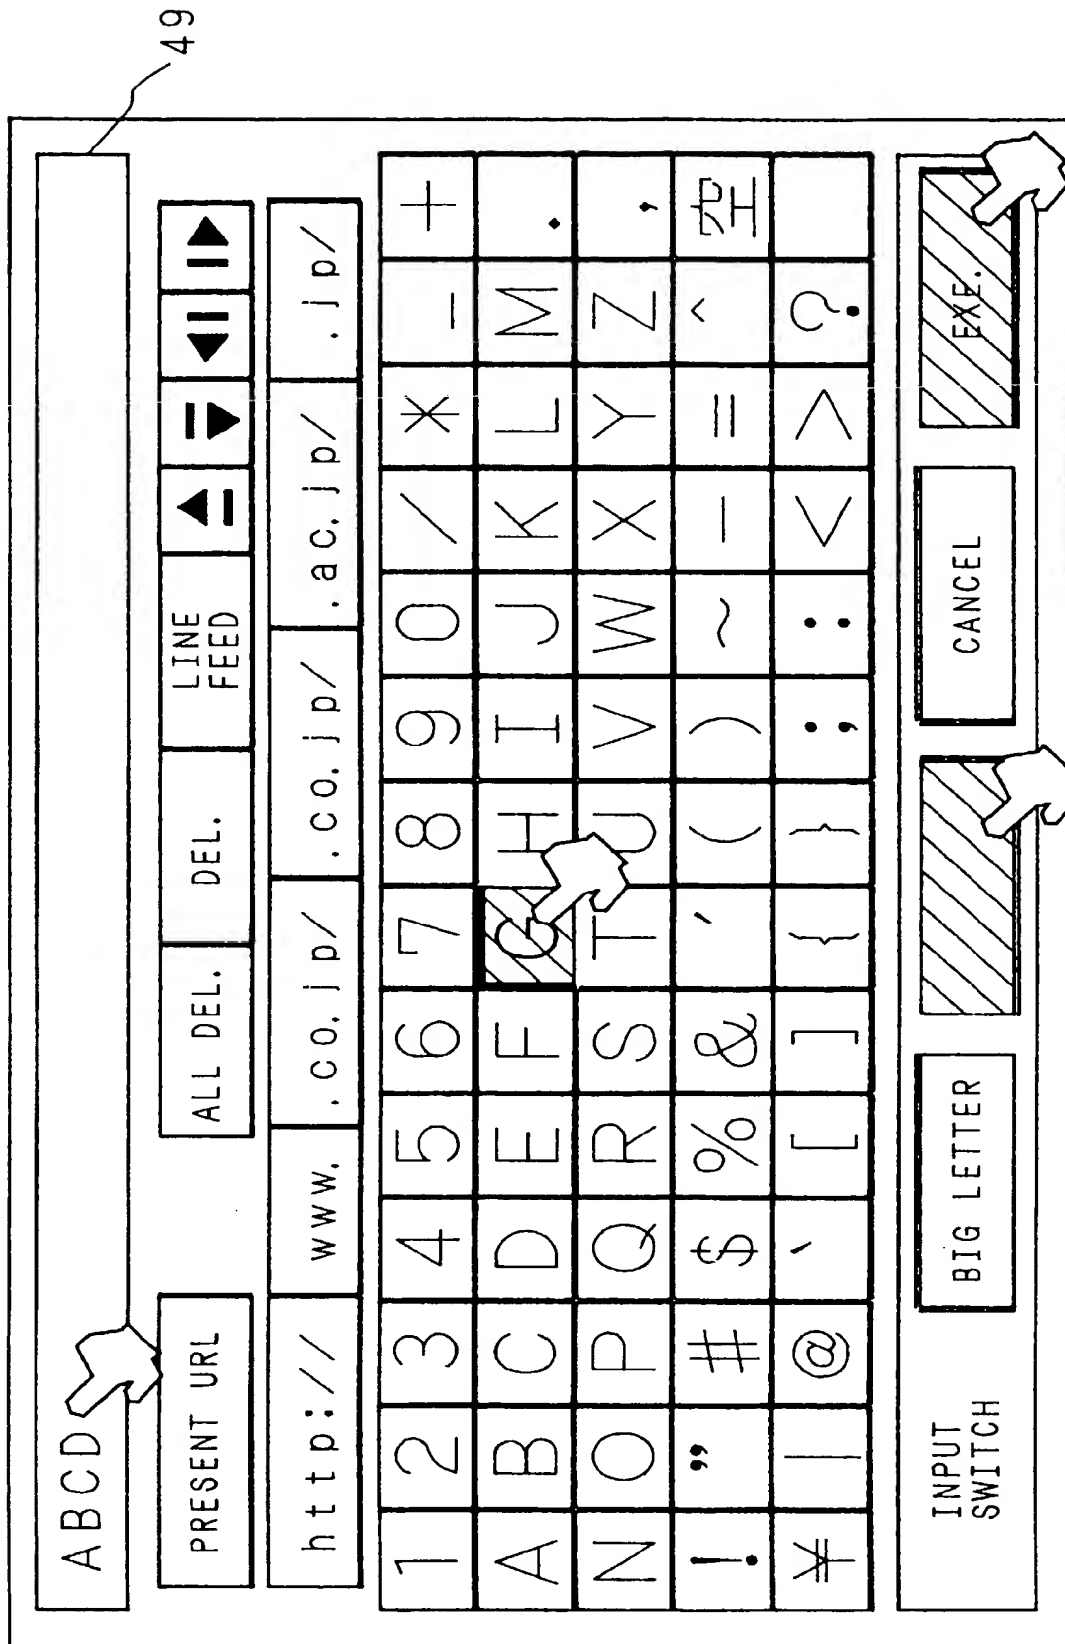 49
ABCD
PRESENT URL ALL DEL. DEL. LINE FEED
http:// www. .co.jp/ .co.jp/ .ac.jp/ .jp/
1 2 3 4 5 6 7 8 9 0 / * - +
A B C D E F G H I J K L M .
N O P Q R S T U V W X Y Z ,
! " # $ % & ' ( ) ~ - = ^ 空
¥ | @ ` [ ] { } ; : < > ?
INPUT SWITCH BIG LETTER CANCEL EXE.